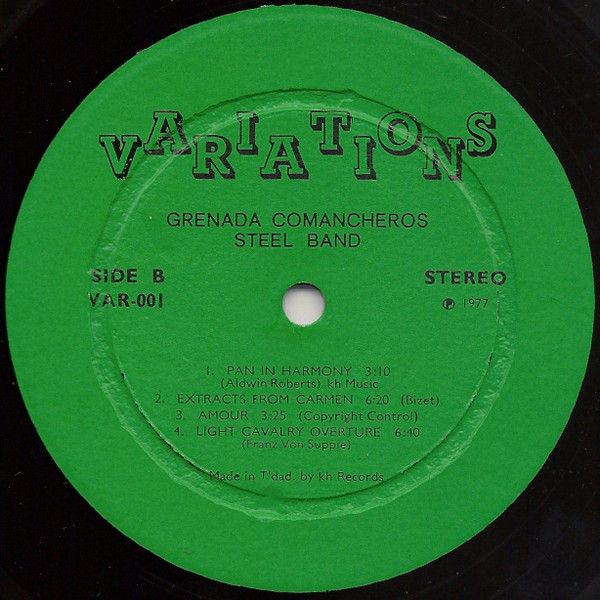 VARIATIONS
GRENADA COMANCHEROS
STEEL BAND
SIDE B
VAR-001
STEREO
℗ 1977
1. PAN IN HARMONY 3:10
(Aldwin Roberts) kh Music
2. EXTRACTS FROM CARMEN 6:20 (Bizet)
3. AMOUR 3:25 (Copyright Control)
4. LIGHT CAVALRY OVERTURE 6:40
(Franz Von Supple)
Made in T'dad. by kh Records